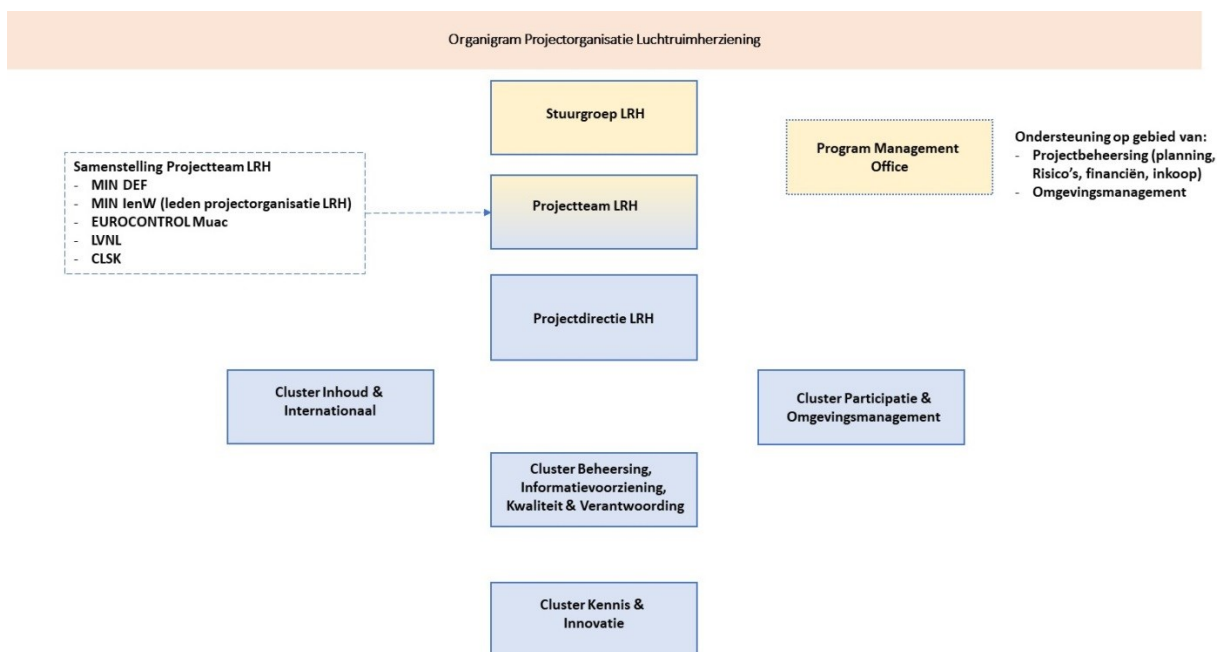 Organigram Projectorganisatie Luchtruimherziening
Stuurgroep LRH
Program Management
Office
Ondersteuning op gebied van:
- Projectbeheersing (planning,
Risico's, financiën, inkoop)
- Omgevingsmanagement
Samenstelling Projectteam LRH
- MIN DEF
- MIN IenW (leden projectorganisatie LRH)
- EUROCONTROL Muac
- LVNL
- CLSK
Projectteam LRH
Projectdirectie LRH
Cluster Inhoud &
Internationaal
Cluster Participatie &
Omgevingsmanagement
Cluster Beheersing,
Informatievoorziening,
Kwaliteit & Verantwoording
Cluster Kennis &
Innovatie